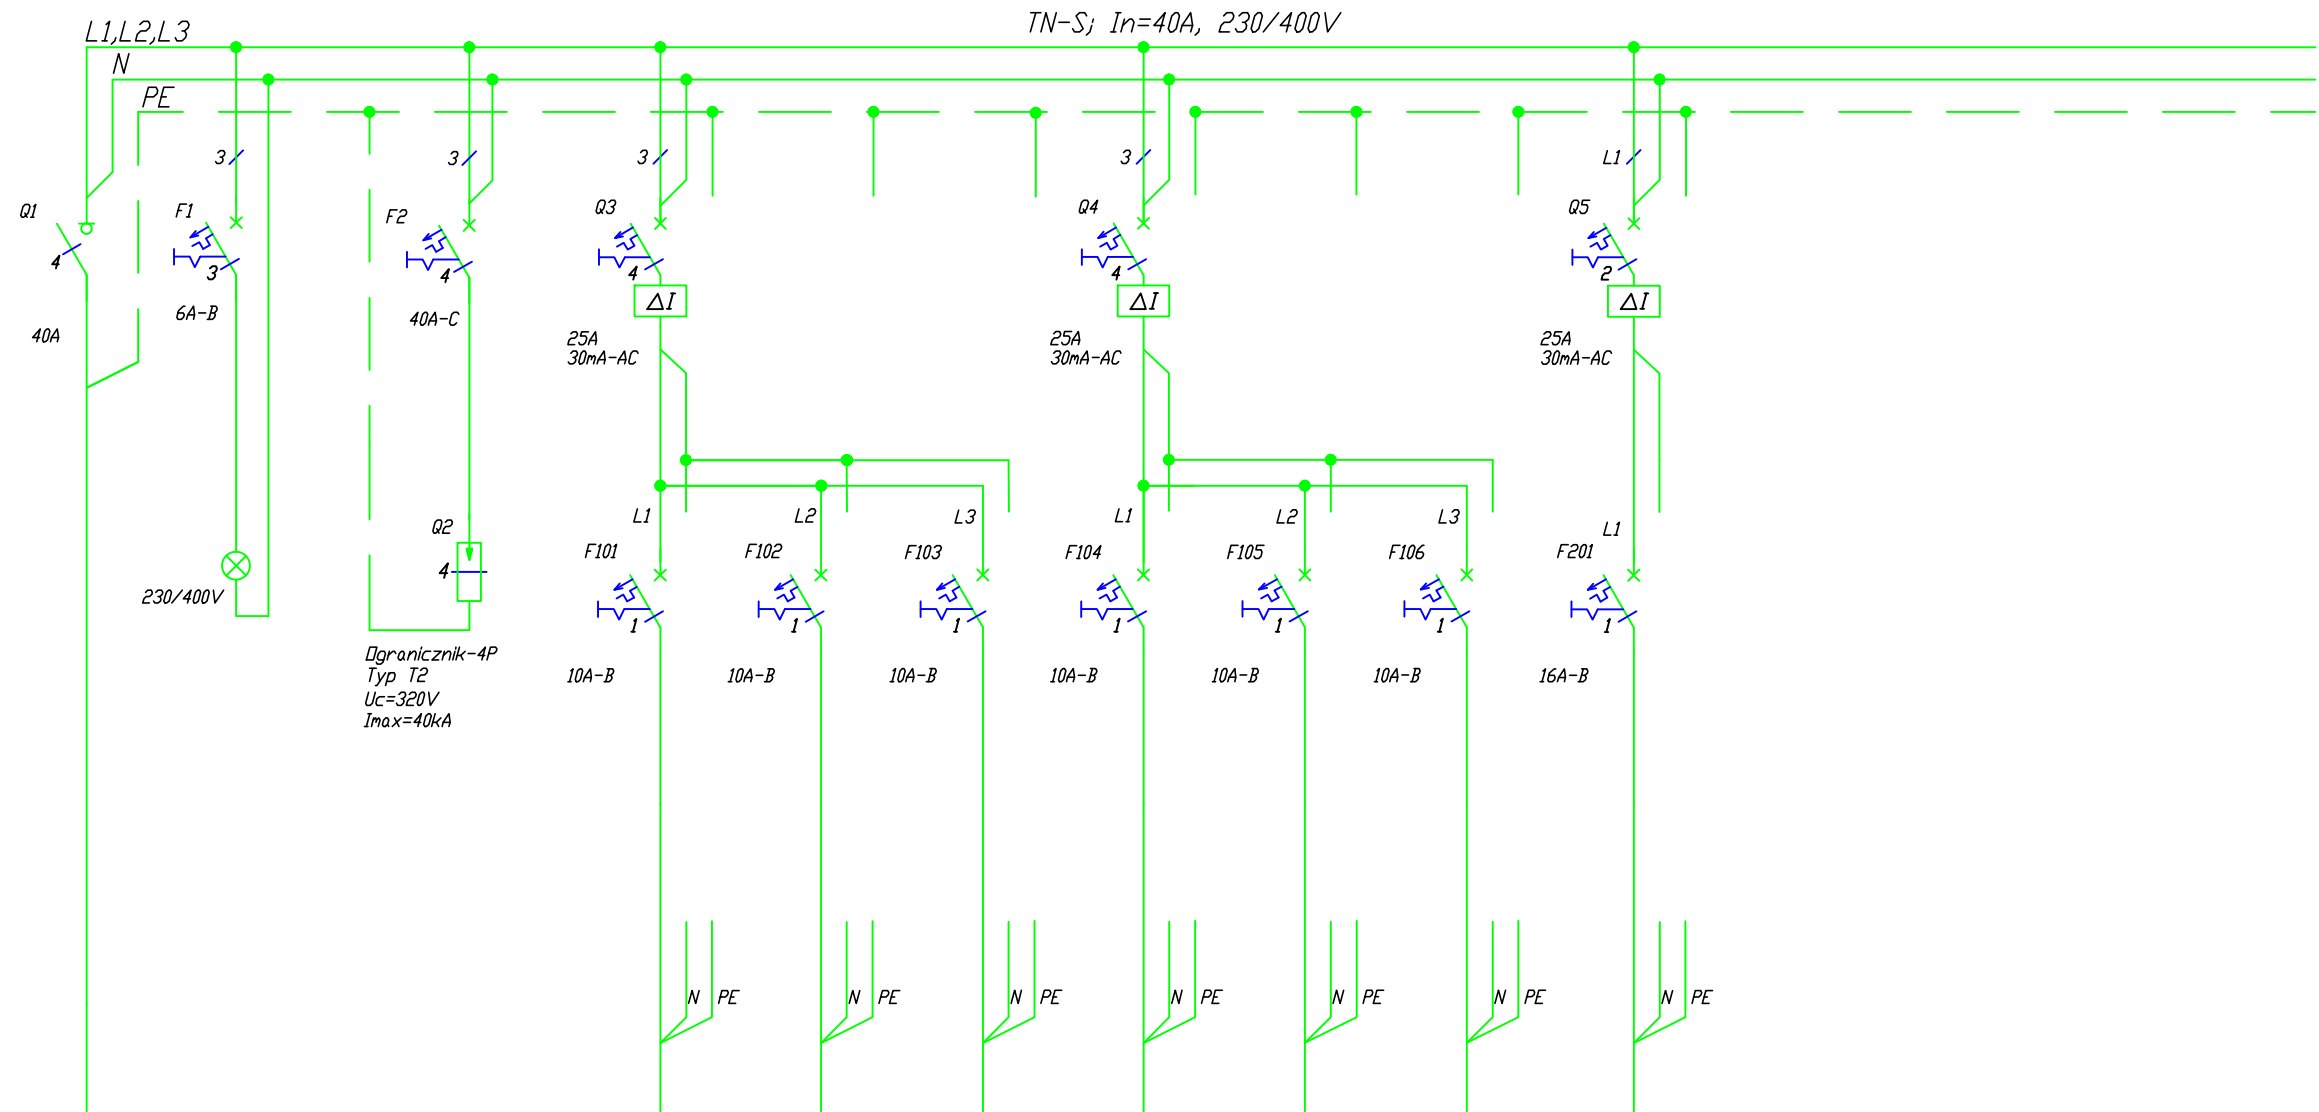 TN-S; In=40A, 230/400V
L1,L2,L3
N
PE
3
3
3
3
L1
Q1
F1
F2
Q3
Q4
Q5
4
3
4
4
4
2
6A-B
40A-C
40A
ΔI
ΔI
ΔI
25A
30mA-AC
25A
30mA-AC
25A
30mA-AC
L1
L2
L3
L1
L2
L3
L1
Q2
F101
F102
F103
F104
F105
F106
F201
4
230/400V
1
1
1
1
1
1
1
Ogranicznik-4P
Typ T2
Uc=320V
Imax=40kA
10A-B
10A-B
10A-B
10A-B
10A-B
10A-B
16A-B
N PE
N PE
N PE
N PE
N PE
N PE
N PE